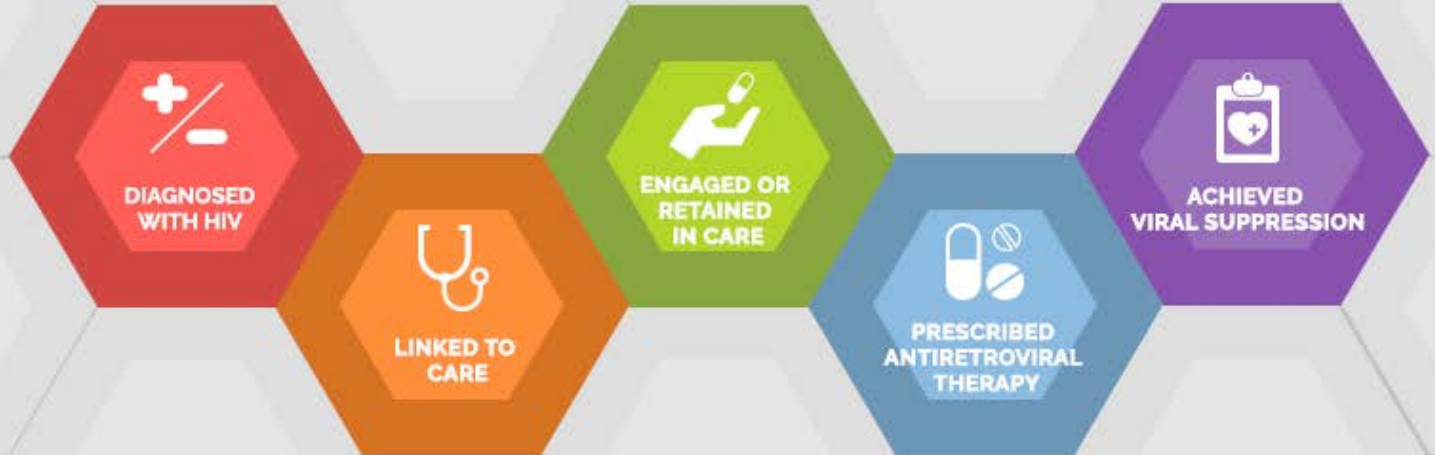 DIAGNOSED
WITH HIV
LINKED TO
CARE
ENGAGED OR
RETAINED
IN CARE
PRESCRIBED
ANTIRETROVIRAL
THERAPY
ACHIEVED
VIRAL SUPPRESSION